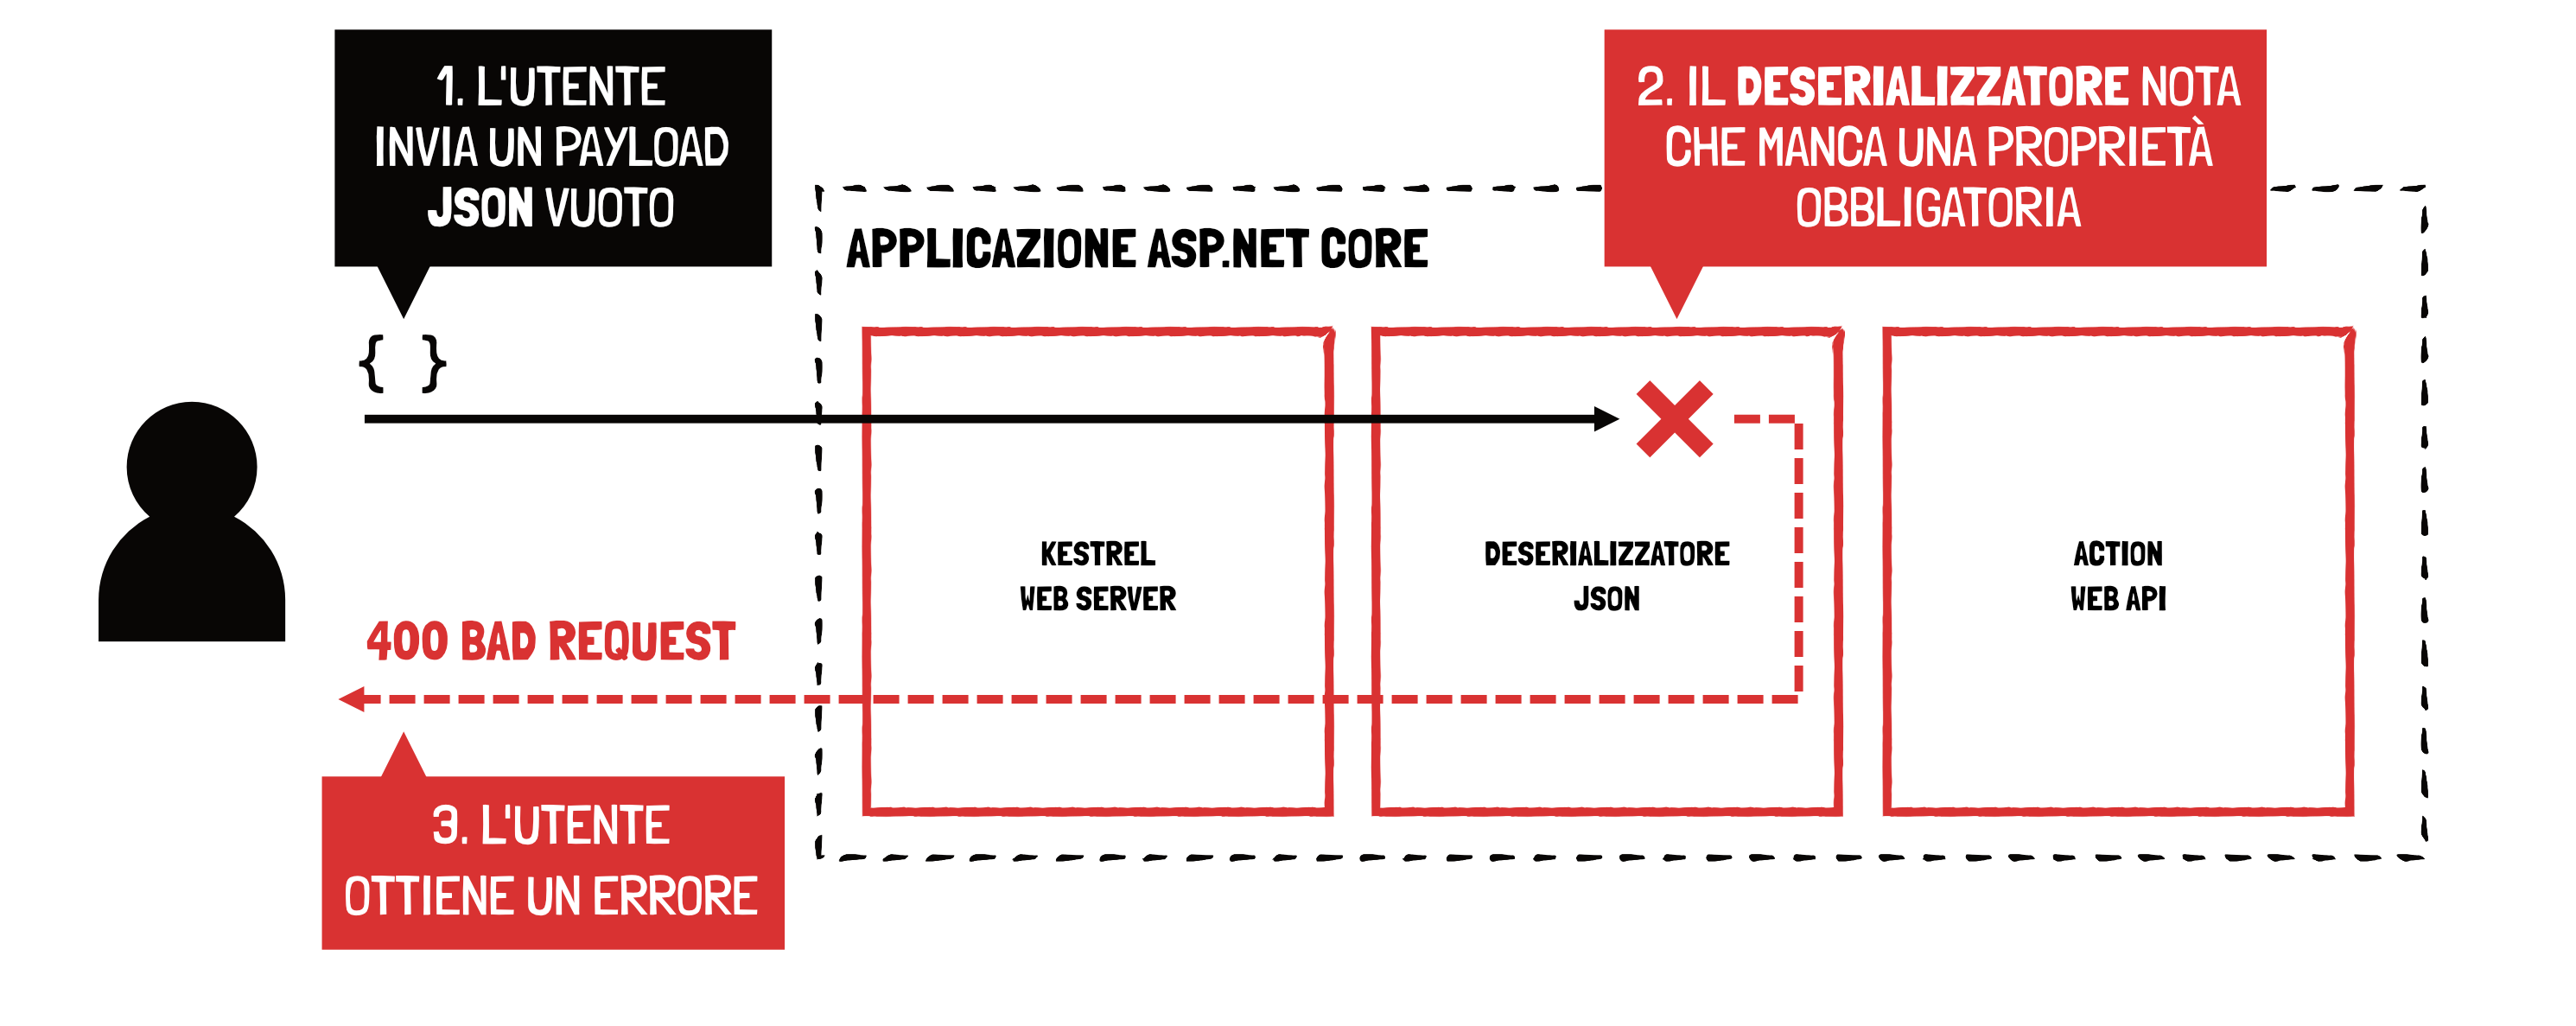 1. L'UTENTE
INVIA UN PAYLOAD
JSON VUOTO
2. IL DESERIALIZZATORE NOTA
CHE MANCA UNA PROPRIETÀ
OBBLIGATORIA
APPLICAZIONE ASP.NET CORE
{ }
KESTREL
WEB SERVER
DESERIALIZZATORE
JSON
ACTION
WEB API
400 BAD REQUEST
3. L'UTENTE
OTTIENE UN ERRORE